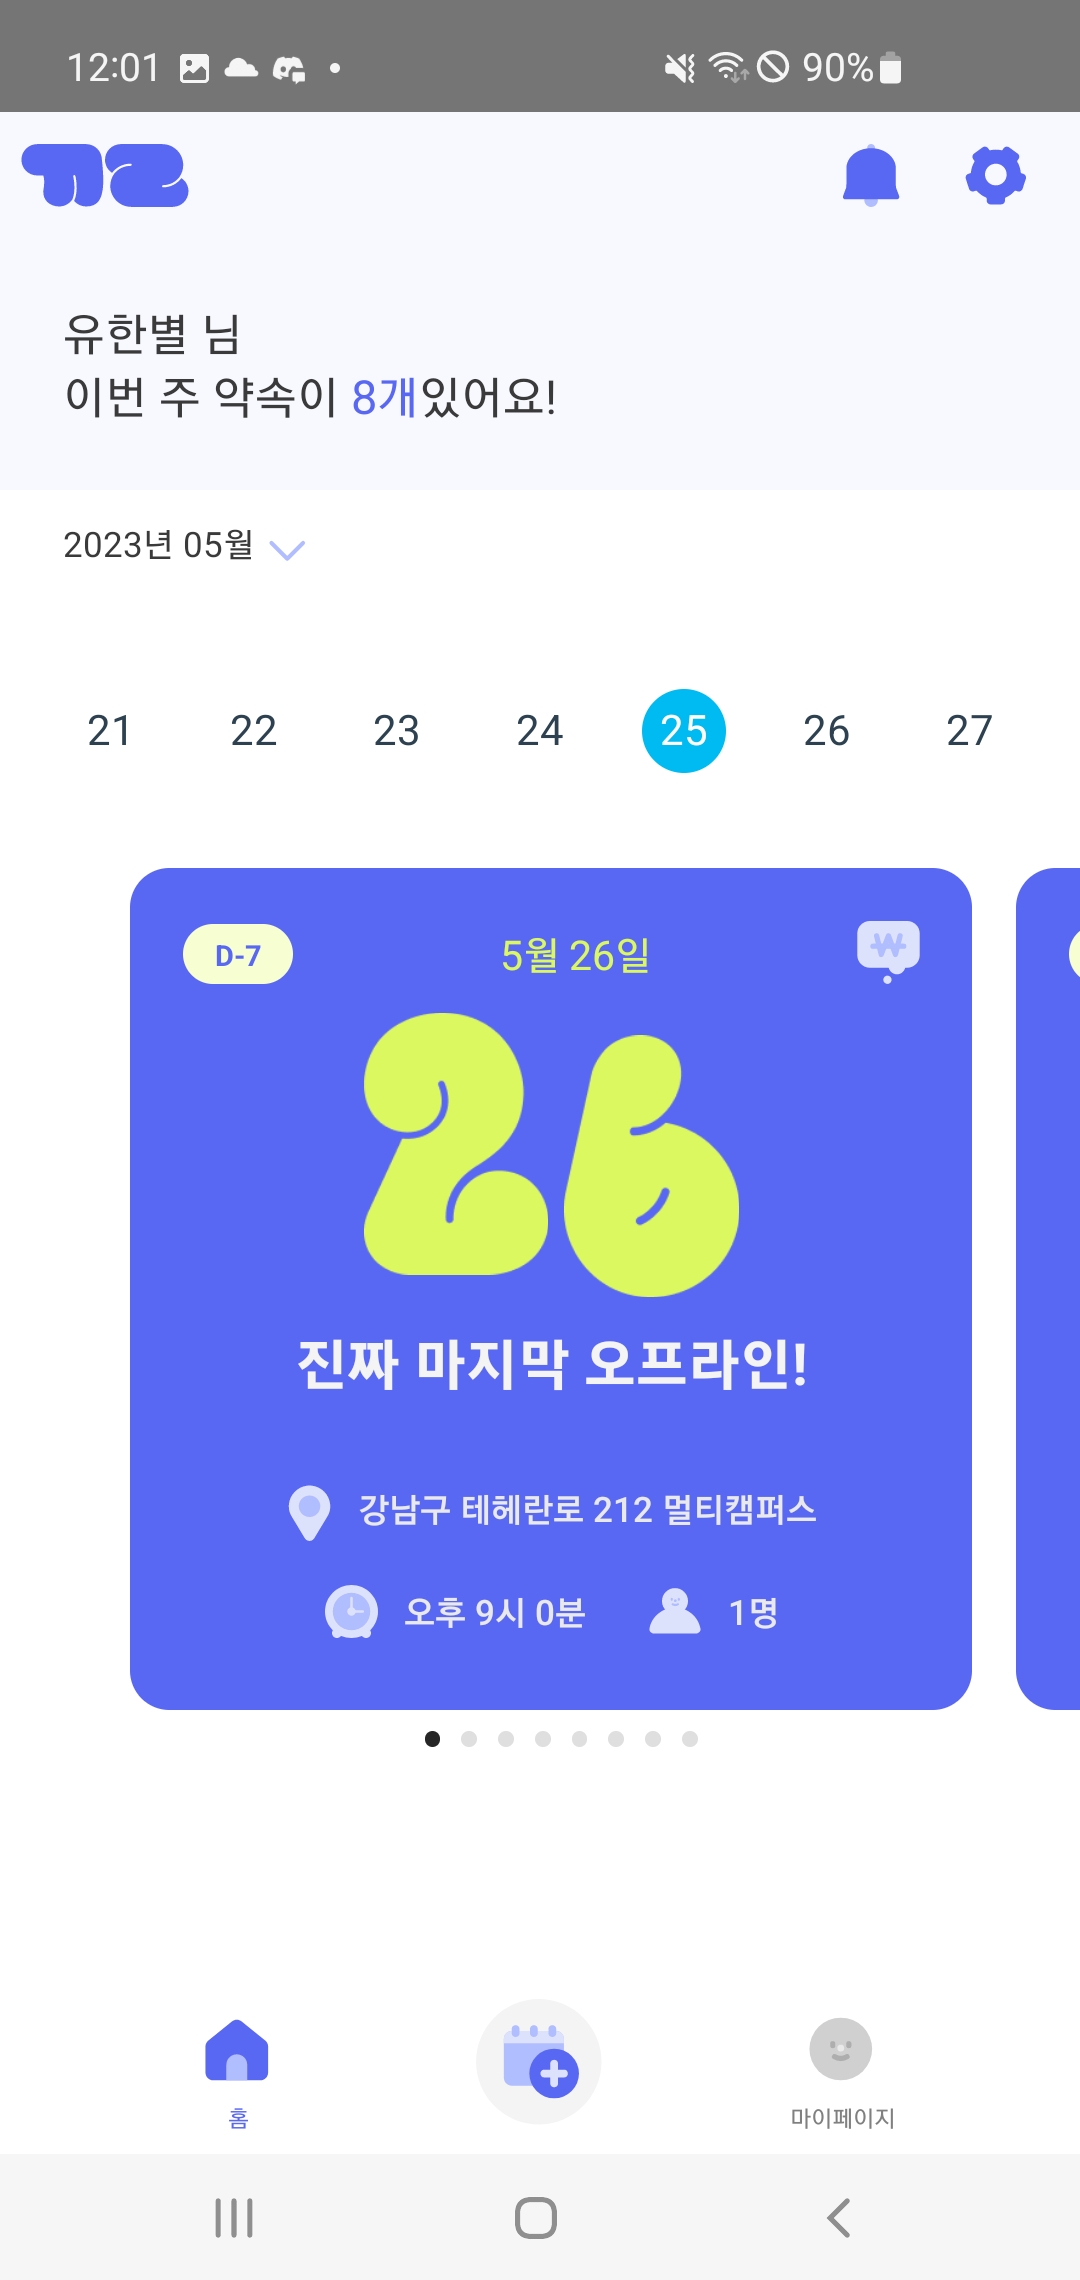 12:01
90%
유한별 님
이번 주 약속이 8개있어요!
2023년 05월
21 22 23 24 25 26 27
D-7
5월 26일
26
진짜 마지막 오프라인!
강남구 테헤란로 212 멀티캠퍼스
오후 9시 0분
1명
홈
마이페이지